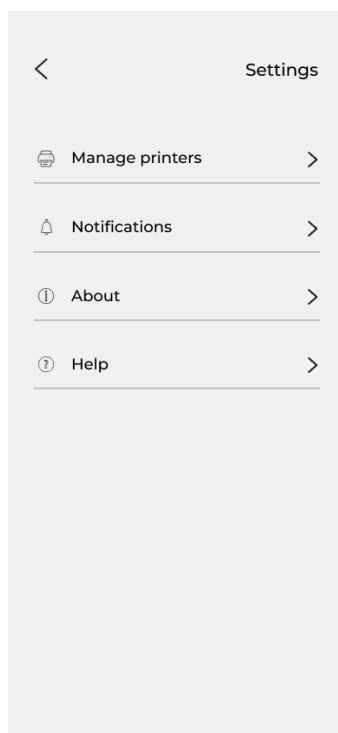 Settings
Manage printers
Notifications
About
Help